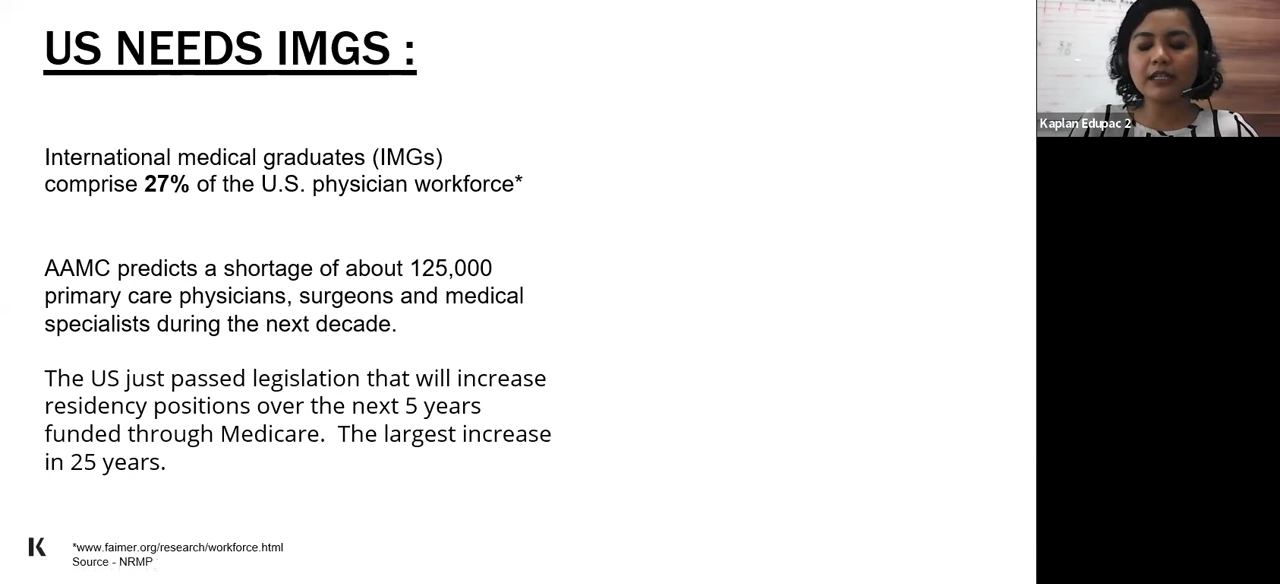 US NEEDS IMGS :
International medical graduates (IMGs)
comprise 27% of the U.S. physician workforce*
AAMC predicts a shortage of about 125,000
primary care physicians, surgeons and medical
specialists during the next decade.
The US just passed legislation that will increase
residency positions over the next 5 years
funded through Medicare.  The largest increase
in 25 years.
K
*www.faimer.org/research/workforce.html
Source - NRMP
Kaplan Edupac 2